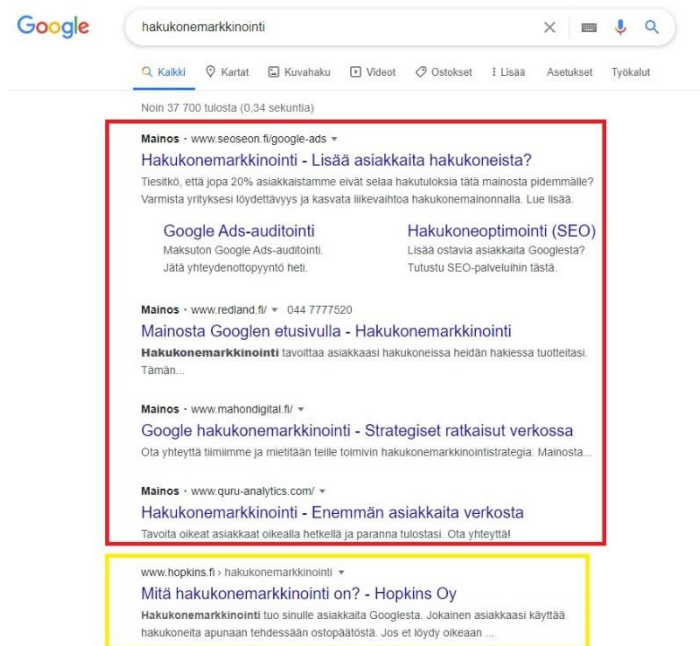 Google
hakukonemarkkinointi
Kaikki Kartat Kuvahaku Videot Ostokset Lisää Asetukset Työkalut
Noin 37 700 tulosta (0,34 sekuntia)
Mainos · www.seoseon.fi/google-ads
Hakukonemarkkinointi - Lisää asiakkaita hakukoneista?
Tiesitkö, että jopa 20% asiakkaistamme eivät selaa hakutuloksia tätä mainosta pidemmälle?
Varmista yrityksesi löydettävyys ja kasvata liikevaihtoa hakukonemainonnalla. Lue lisää.
Google Ads-auditointi
Maksuton Google Ads-auditointi.
Jätä yhteydenottopyyntö heti.
Hakukoneoptimointi (SEO)
Lisää ostavia asiakkaita Googlesta?
Tutustu SEO-palveluihin tästä.
Mainos · www.redland.fi/ 044 7777520
Mainosta Googlen etusivulla - Hakukonemarkkinointi
Hakukonemarkkinointi tavoittaa asiakkaasi hakukoneissa heidän hakiessa tuotteitasi.
Tämän...
Mainos · www.mahondigital.fi/
Google hakukonemarkkinointi - Strategiset ratkaisut verkossa
Ota yhteyttä tiimiimme ja mietitään teille toimivin hakukonemarkkinointistrategia. Mainosta...
Mainos · www.quru-analytics.com/
Hakukonemarkkinointi - Enemmän asiakkaita verkosta
Tavoita oikeat asiakkaat oikealla hetkellä ja paranna tulostasi. Ota yhteyttä!
www.hopkins.fi › hakukonemarkkinointi
Mitä hakukonemarkkinointi on? - Hopkins Oy
Hakukonemarkkinointi tuo sinulle asiakkaita Googlesta. Jokainen asiakkaasi käyttää
hakukoneita apunaan tehdessään ostopäätöstä. Jos et löydy oikeaan ...